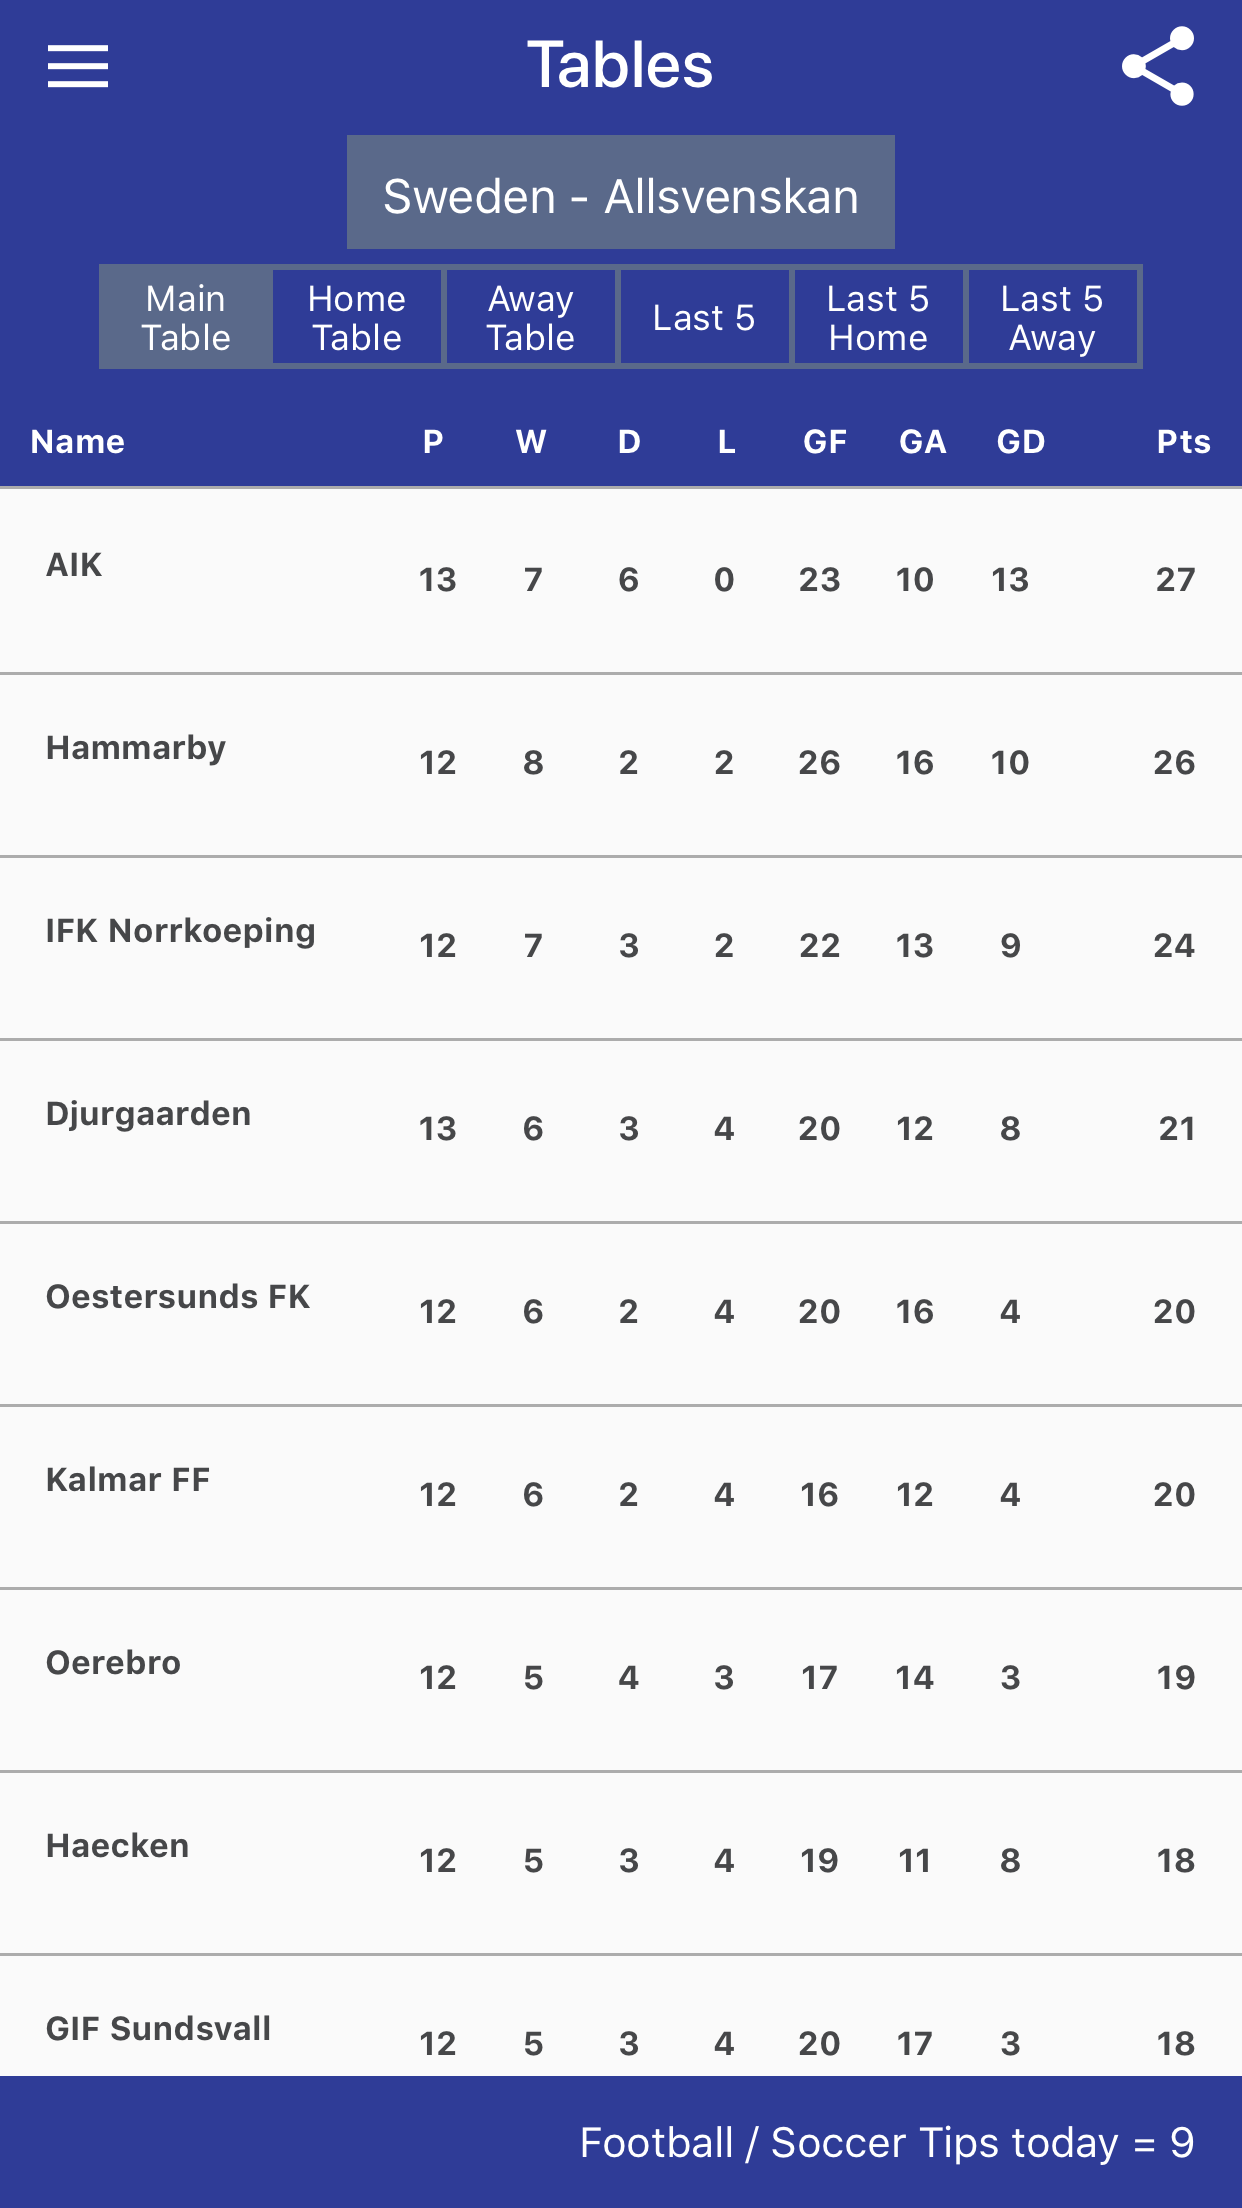 Tables
Sweden - Allsvenskan
Main Table Home Table Away Table Last 5 Last 5 Home Last 5 Away
Name P W D L GF GA GD Pts
AIK 13 7 6 0 23 10 13 27
Hammarby 12 8 2 2 26 16 10 26
IFK Norrkoeping 12 7 3 2 22 13 9 24
Djurgaarden 13 6 3 4 20 12 8 21
Oestersunds FK 12 6 2 4 20 16 4 20
Kalmar FF 12 6 2 4 16 12 4 20
Oerebro 12 5 4 3 17 14 3 19
Haecken 12 5 3 4 19 11 8 18
GIF Sundsvall 12 5 3 4 20 17 3 18
Football / Soccer Tips today = 9